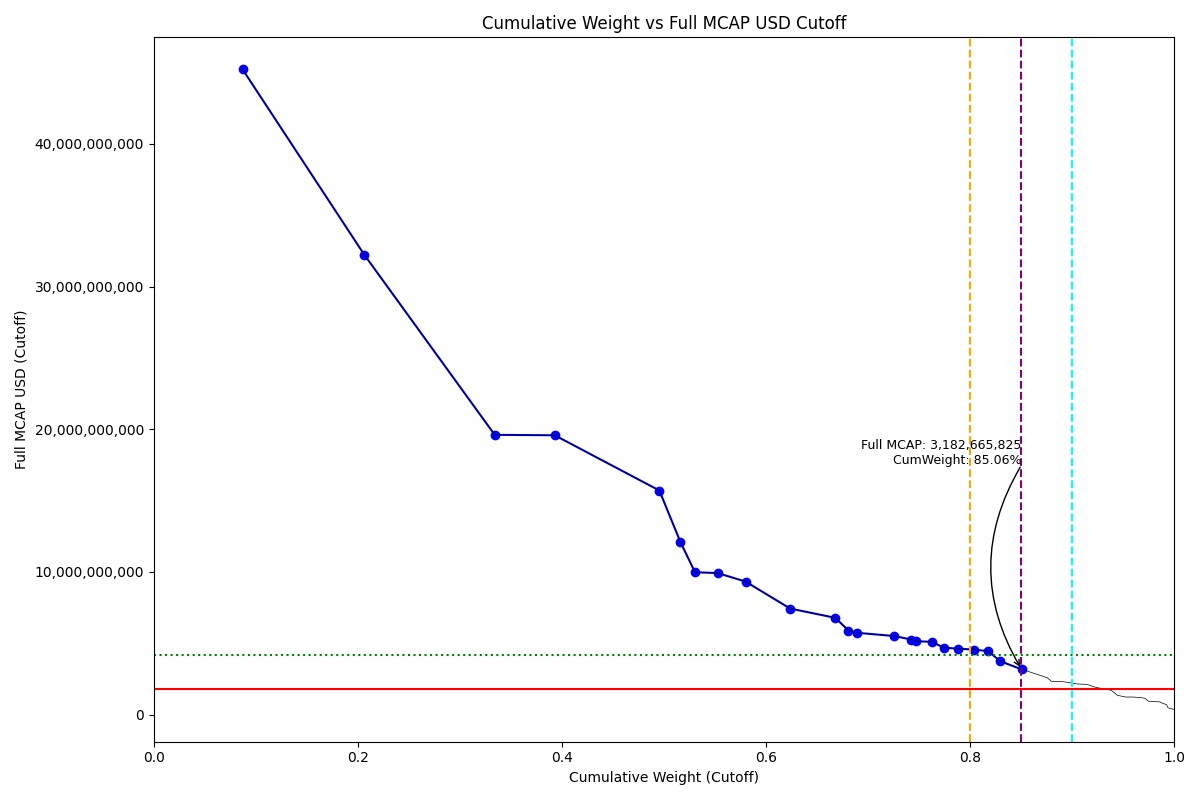 Cumulative Weight vs Full MCAP USD Cutoff
Full MCAP USD (Cutoff)
40,000,000,000
30,000,000,000
20,000,000,000
10,000,000,000
0
Full MCAP: 3,182,665,825
CumWeight: 85.06%
0.0 0.2 0.4 0.6 0.8 1.0
Cumulative Weight (Cutoff)